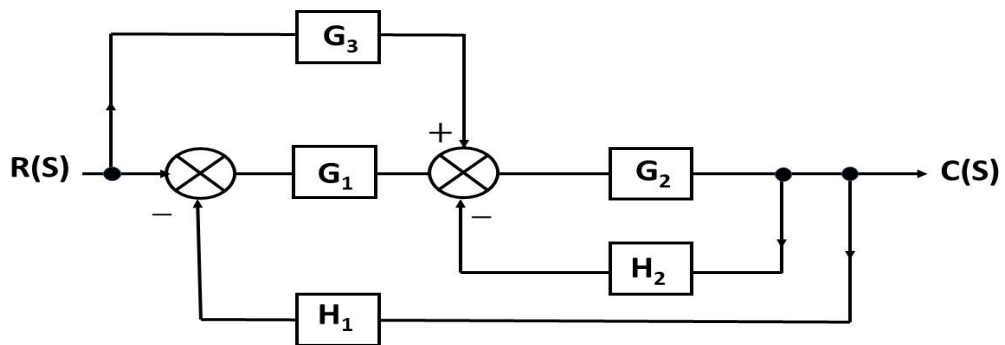 G₃
+
R(S) G₁ G₂ C(S)
− −
H₂
H₁